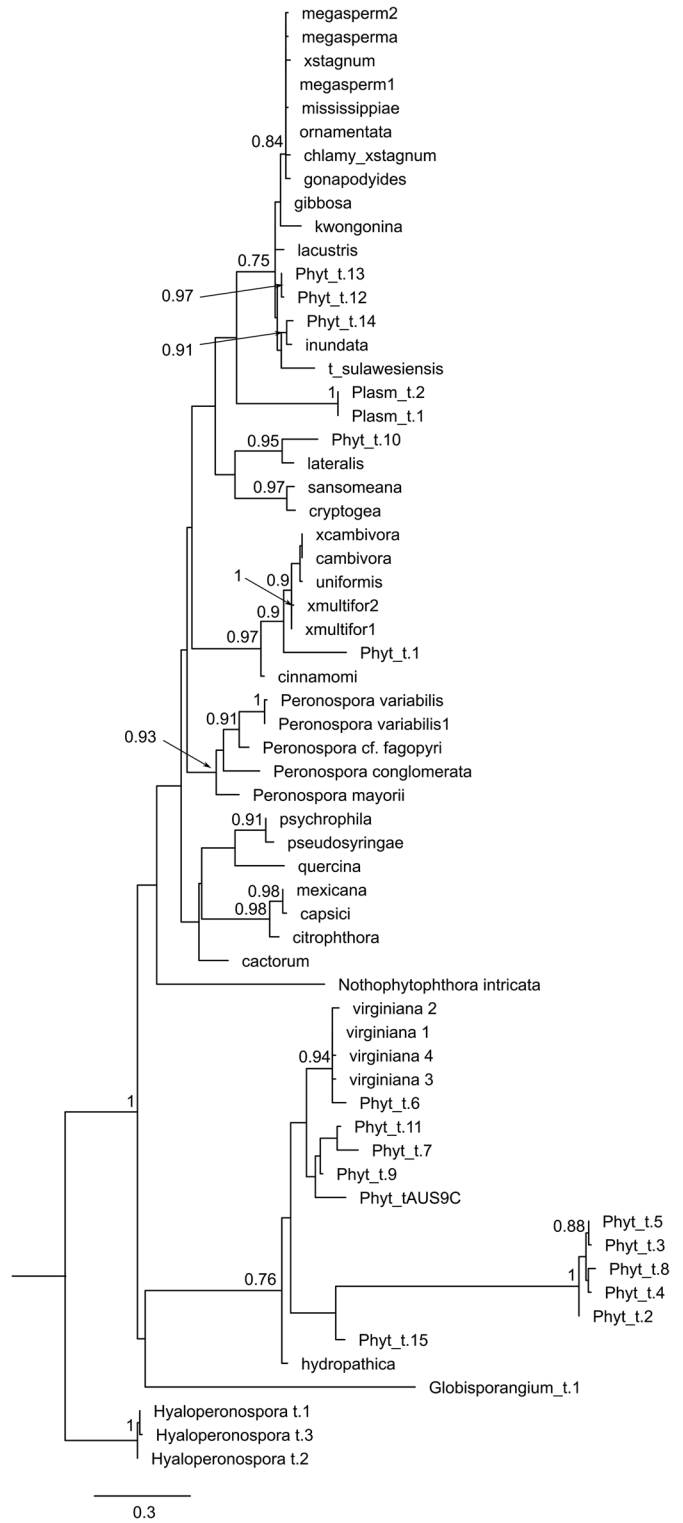 megasperm2
megasperma
xstagnum
megasperm1
mississippiae
ornamentata
0.84
chlamy_xstagnum
gonapodyides
gibbosa
kwongonina
lacustris
0.75
Phyt_t.13
0.97
Phyt_t.12
Phyt_t.14
inundata
0.91
t_sulawesiensis
1
Plasm_t.2
Plasm_t.1
0.95
Phyt_t.10
lateralis
0.97
sansomeana
cryptogea
xcambivora
cambivora
1
0.9
uniformis
xmultifor2
0.9
xmultifor1
0.97
Phyt_t.1
cinnamomi
1
Peronospora variabilis
0.91
Peronospora variabilis1
0.93
Peronospora cf. fagopyri
Peronospora conglomerata
Peronospora mayorii
0.91
psychrophila
pseudosyringae
quercina
0.98
mexicana
0.98
capsici
citrophthora
cactorum
Nothophytophthora intricata
virginiana 2
virginiana 1
0.94
virginiana 4
virginiana 3
1
Phyt_t.6
Phyt_t.11
Phyt_t.7
Phyt_t.9
Phyt_tAUS9C
0.88
Phyt_t.5
Phyt_t.3
1
Phyt_t.8
0.76
Phyt_t.4
Phyt_t.2
Phyt_t.15
hydropathica
Globisporangium_t.1
1
Hyaloperonospora t.1
Hyaloperonospora t.3
Hyaloperonospora t.2
0.3